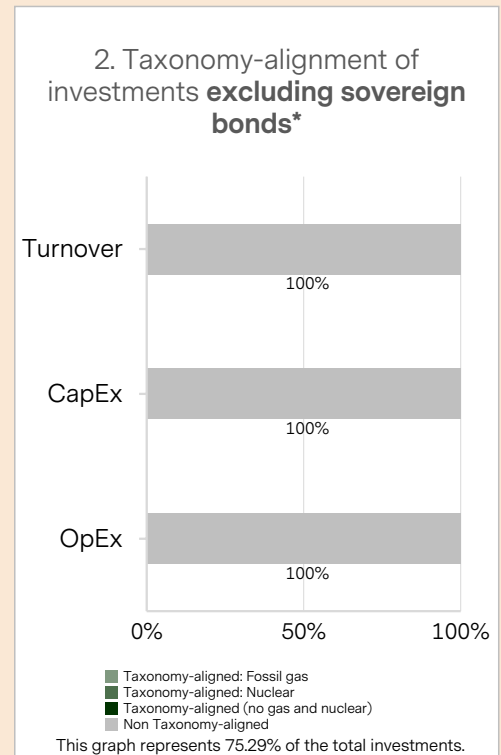 2. Taxonomy-alignment of
investments excluding sovereign
bonds*
Turnover
100%
CapEx
100%
OpEx
100%
0% 50% 100%
Taxonomy-aligned: Fossil gas
Taxonomy-aligned: Nuclear
Taxonomy-aligned (no gas and nuclear)
Non Taxonomy-aligned
This graph represents 75.29% of the total investments.